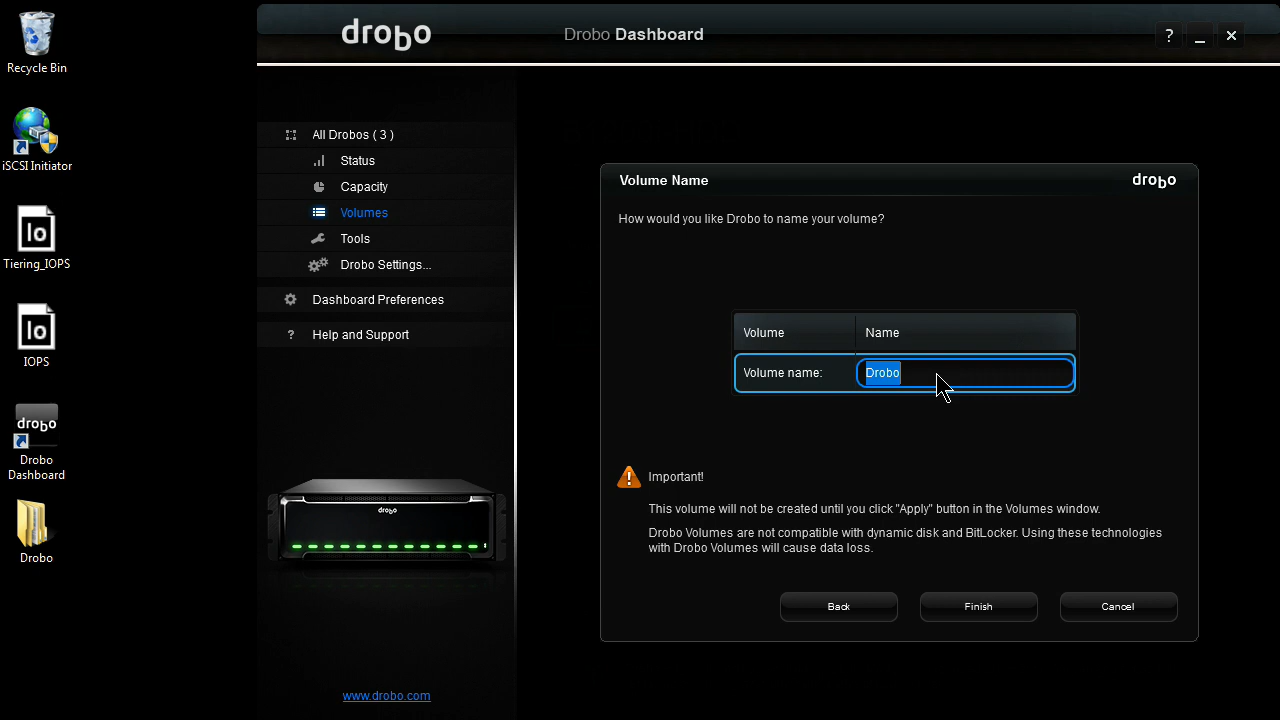 Recycle Bin
iSCSI Initiator
Tiering_IOPS
IOPS
drobo
Drobo
Dashboard
Drobo
drobo
Drobo Dashboard
?
All Drobos ( 3 )
Status
Capacity
Volumes
Tools
Drobo Settings...
Dashboard Preferences
? Help and Support
drobo
www.drobo.com
Volume Name
drobo
How would you like Drobo to name your volume?
Volume Name
Volume name: Drobo
Important!
This volume will not be created until you click "Apply" button in the Volumes window.
Drobo Volumes are not compatible with dynamic disk and BitLocker. Using these technologies
with Drobo Volumes will cause data loss.
Back Finish Cancel